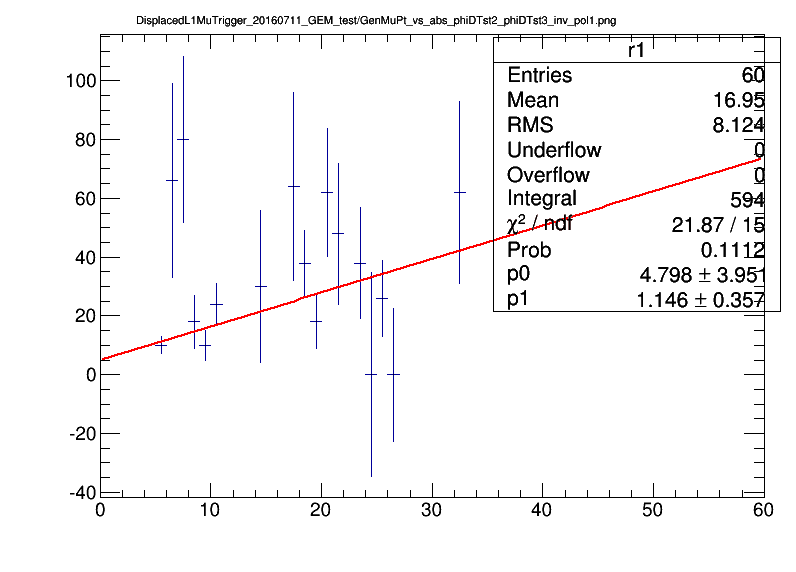 DisplacedL1MuTrigger_20160711_GEM_test/GenMuPt_vs_abs_phiDTst2_phiDTst3_inv_pol1.png
r1
Entries 60
Mean 16.95
RMS 8.124
Underflow 0
Overflow 0
Integral 594
χ² / ndf 21.87 / 15
Prob 0.1112
p0 4.798 ± 3.951
p1 1.146 ± 0.357
100
80
60
40
20
0
-20
-40
0 10 20 30 40 50 60